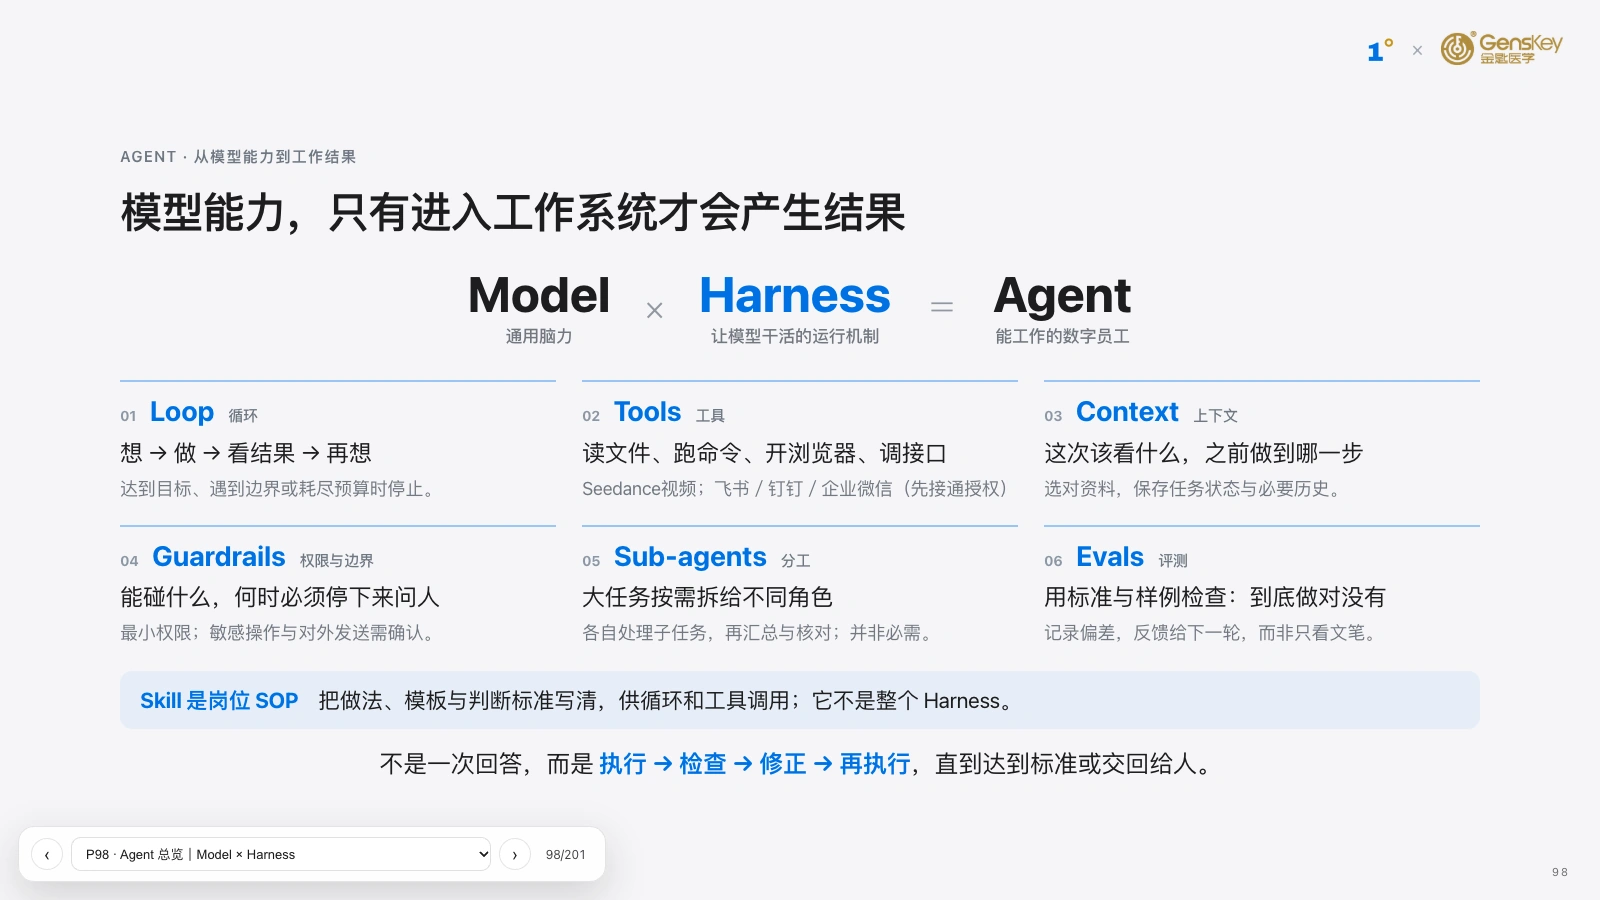 1° × GensKey®
金匙医学
AGENT · 从模型能力到工作结果
模型能力，只有进入工作系统才会产生结果
Model × Harness = Agent
通用脑力 让模型干活的运行机制 能工作的数字员工
01 Loop 循环
想 → 做 → 看结果 → 再想
达到目标、遇到边界或耗尽预算时停止。
02 Tools 工具
读文件、跑命令、开浏览器、调接口
Seedance视频；飞书 / 钉钉 / 企业微信（先接通授权）
03 Context 上下文
这次该看什么，之前做到哪一步
选对资料，保存任务状态与必要历史。
04 Guardrails 权限与边界
能碰什么，何时必须停下来问人
最小权限；敏感操作与对外发送需确认。
05 Sub-agents 分工
大任务按需拆给不同角色
各自处理子任务，再汇总与核对；并非必需。
06 Evals 评测
用标准与样例检查：到底做对没有
记录偏差，反馈给下一轮，而非只看文笔。
Skill 是岗位 SOP 把做法、模板与判断标准写清，供循环和工具调用；它不是整个 Harness。
不是一次回答，而是 执行 → 检查 → 修正 → 再执行，直到达到标准或交回给人。
‹ P98 · Agent 总览｜Model × Harness › 98/201
98